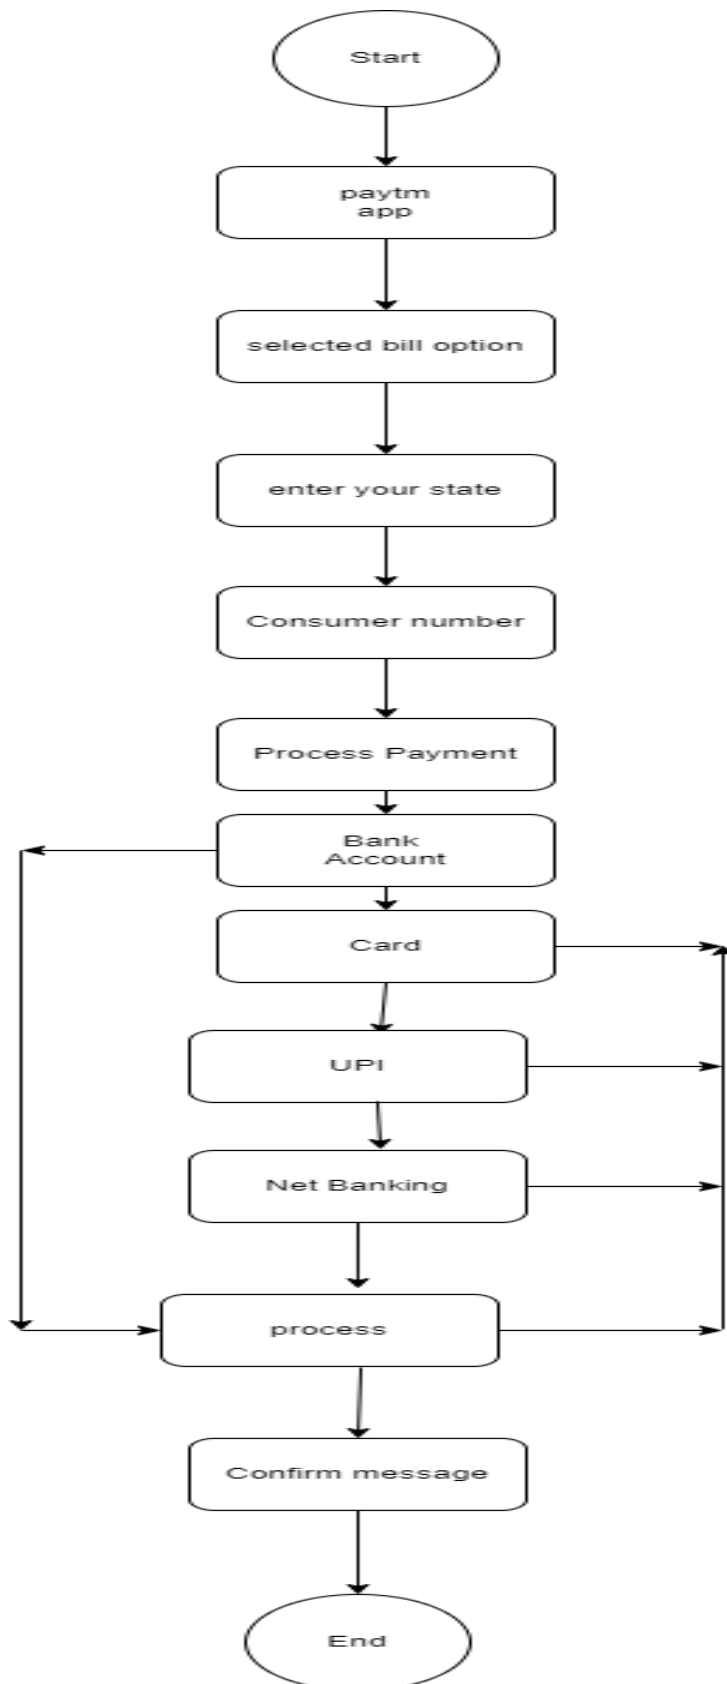 Start
paytm
app
selected bill option
enter your state
Consumer number
Process Payment
Bank
Account
Card
UPI
Net Banking
process
Confirm message
End